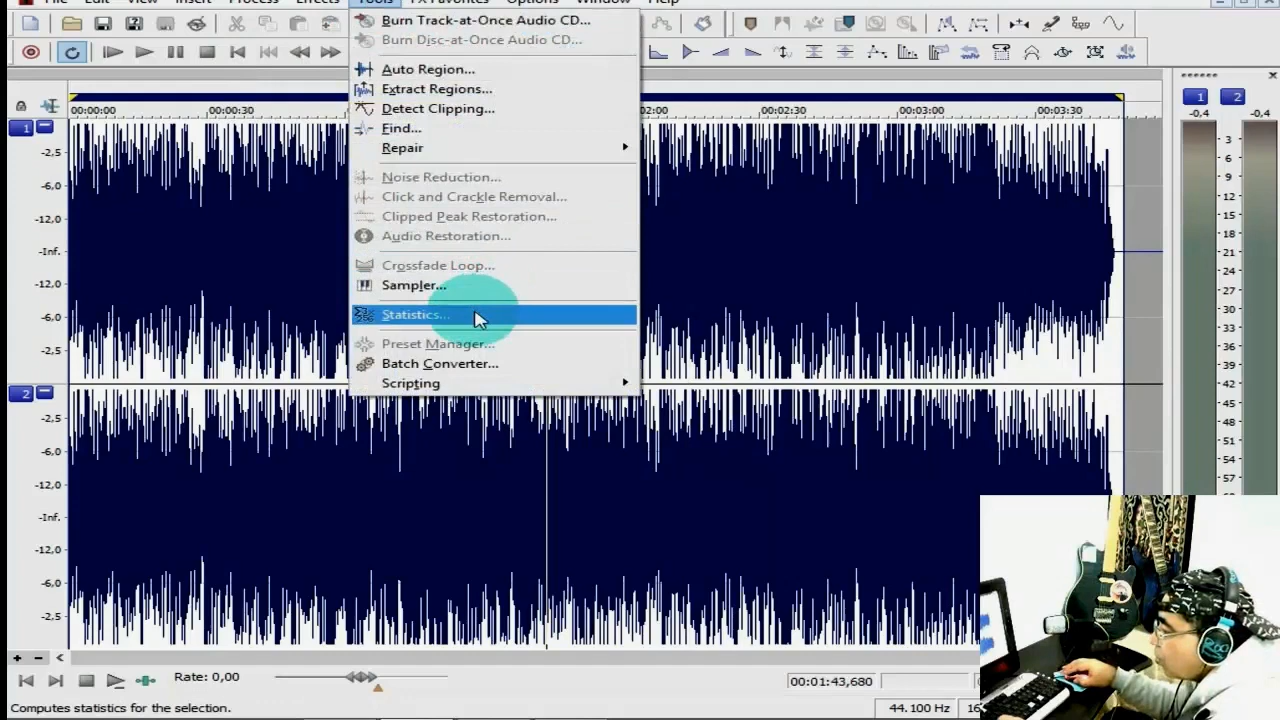 File Edit View Insert Process Effects Tools FX Favorites Options Window Help
Burn Track-at-Once Audio CD...
Burn Disc-at-Once Audio CD...
Auto Region...
Extract Regions...
Detect Clipping...
Find...
Repair
Noise Reduction...
Click and Crackle Removal...
Clipped Peak Restoration...
Audio Restoration...
Crossfade Loop...
Sampler...
Statistics...
Preset Manager...
Batch Converter...
Scripting
00:00:00 00:00:30 00:02:30 00:03:00 00:03:30
1
-2,5
-6,0
-12,0
-Inf.
-12,0
-6,0
-2,5
2
-2,5
-6,0
-12,0
-Inf.
-12,0
-6,0
-2,5
1 2
-0,4 -0,4
3
6
9
12
15
18
21
24
27
30
33
36
39
42
45
48
51
54
57
Rate: 0,00
00:01:43,680
Computes statistics for the selection.
44.100 Hz